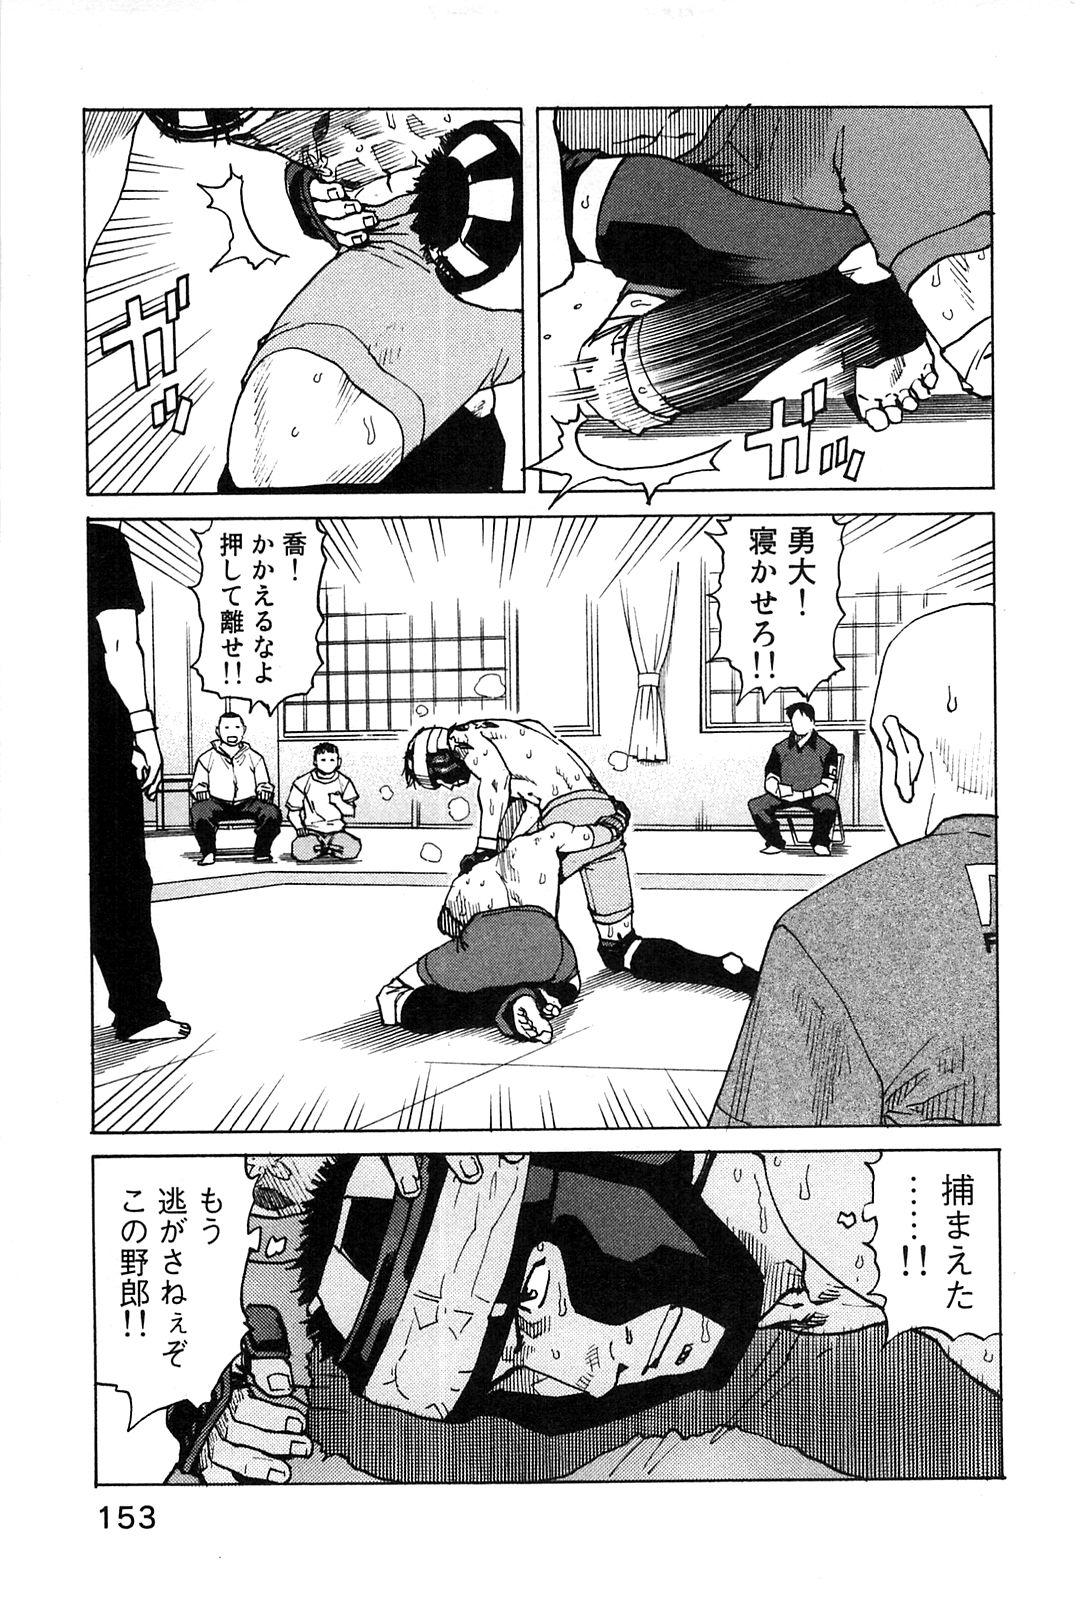 ガッ
ガガッ
勇大！
寝かせろ!!
喬！
かかえるなよ
押して離せ!!
捕まえた
……!!
もう
逃がさねぇぞ
この野郎!!
153